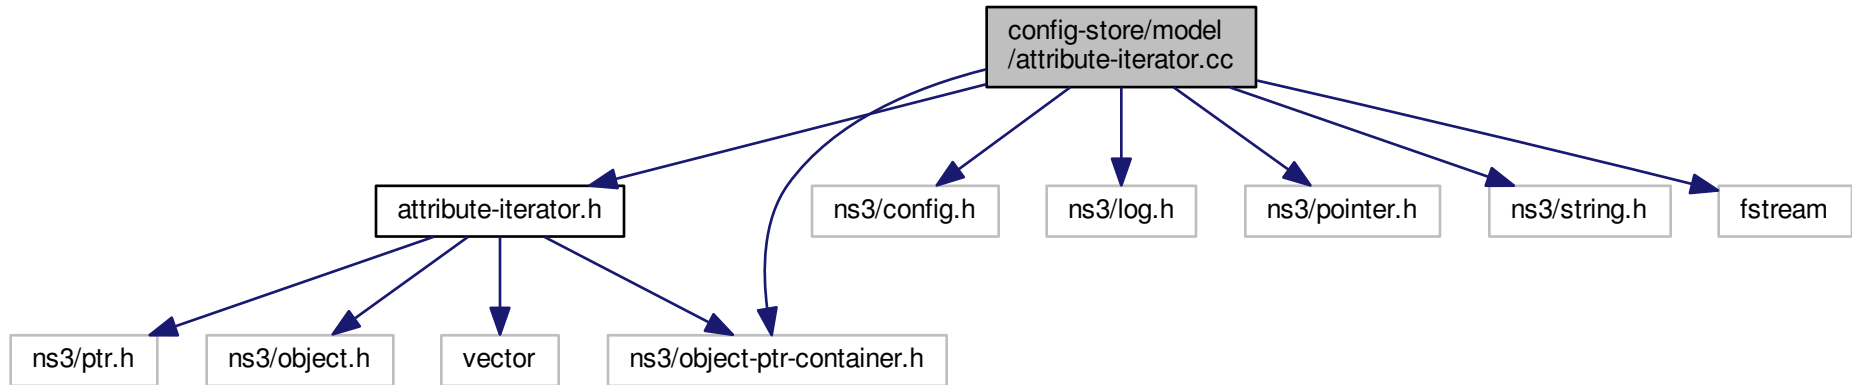 config-store/model
/attribute-iterator.cc
attribute-iterator.h
ns3/config.h
ns3/log.h
ns3/pointer.h
ns3/string.h
fstream
ns3/ptr.h
ns3/object.h
vector
ns3/object-ptr-container.h